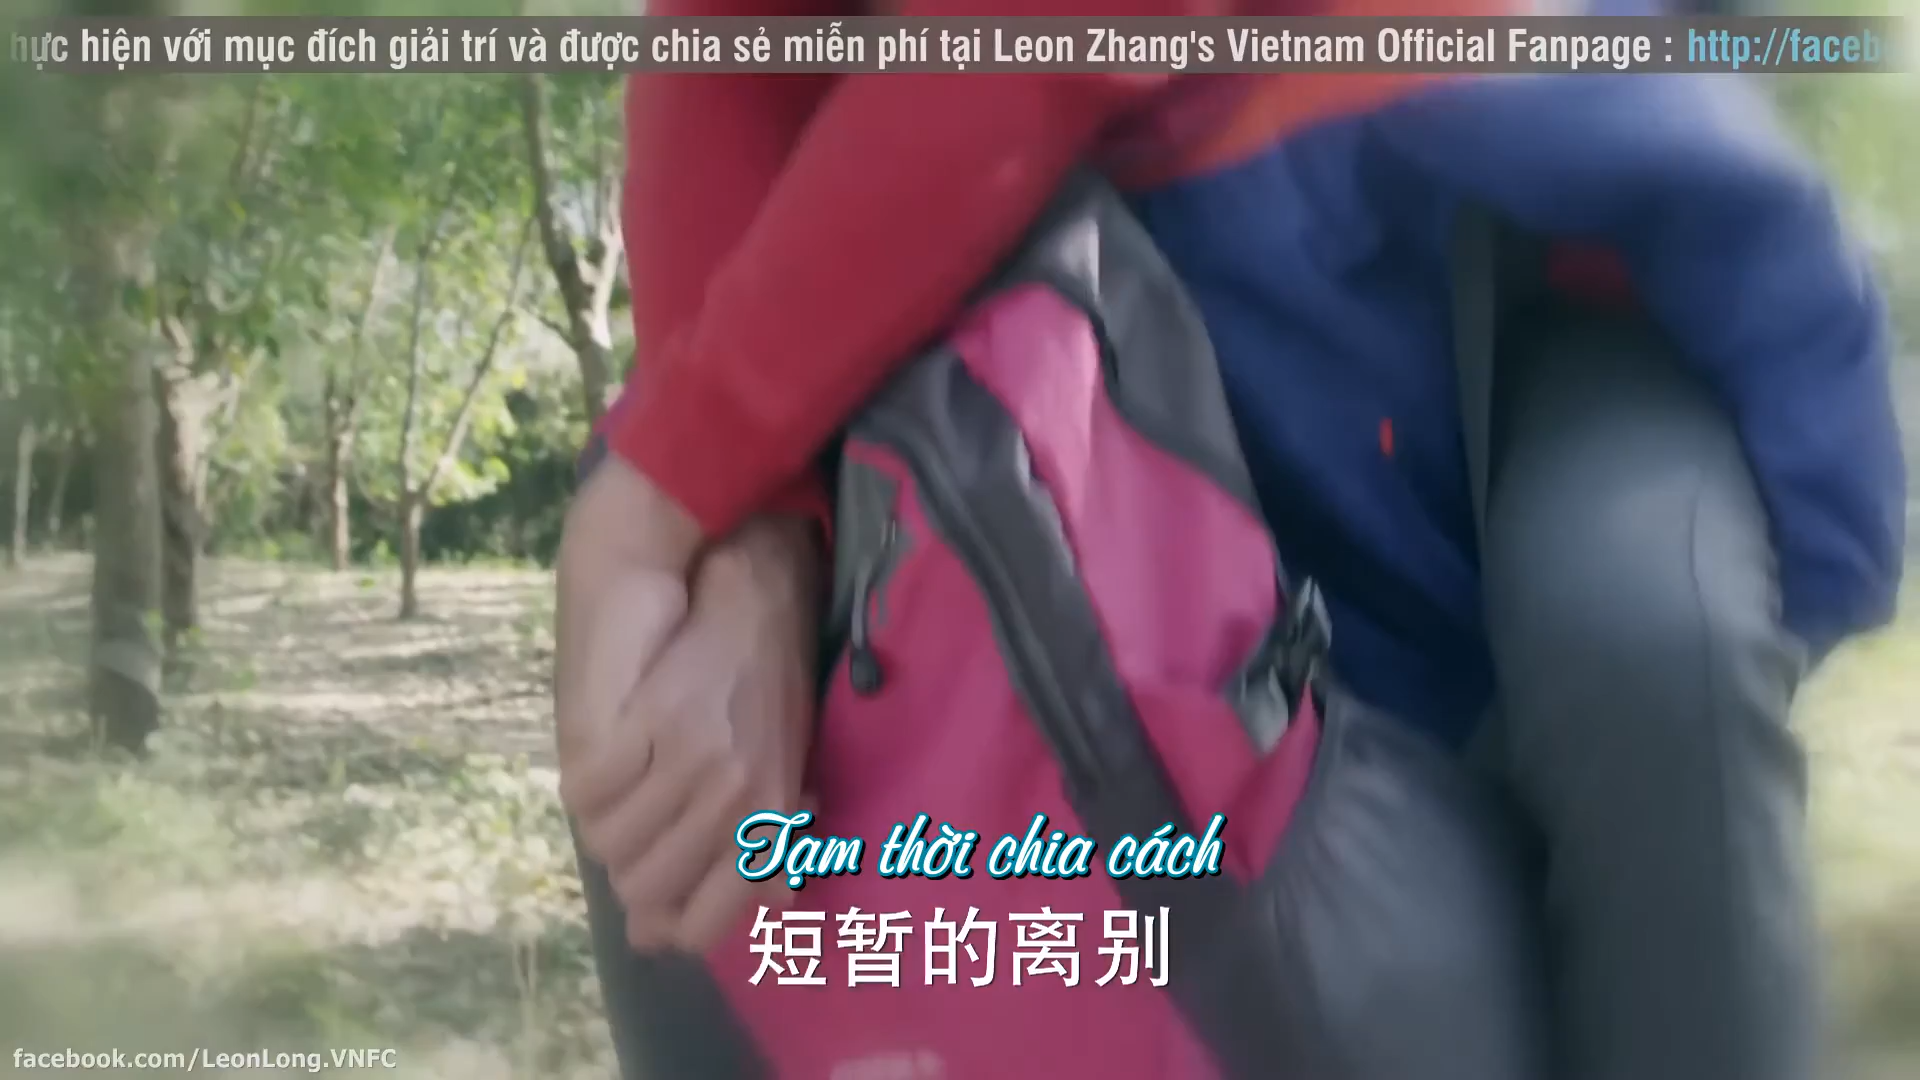 hực hiện với mục đích giải trí và được chia sẻ miễn phí tại Leon Zhang's Vietnam Official Fanpage : http://faceb
Tạm thời chia cách
短暂的离别
facebook.com/LeonLong.VNFC